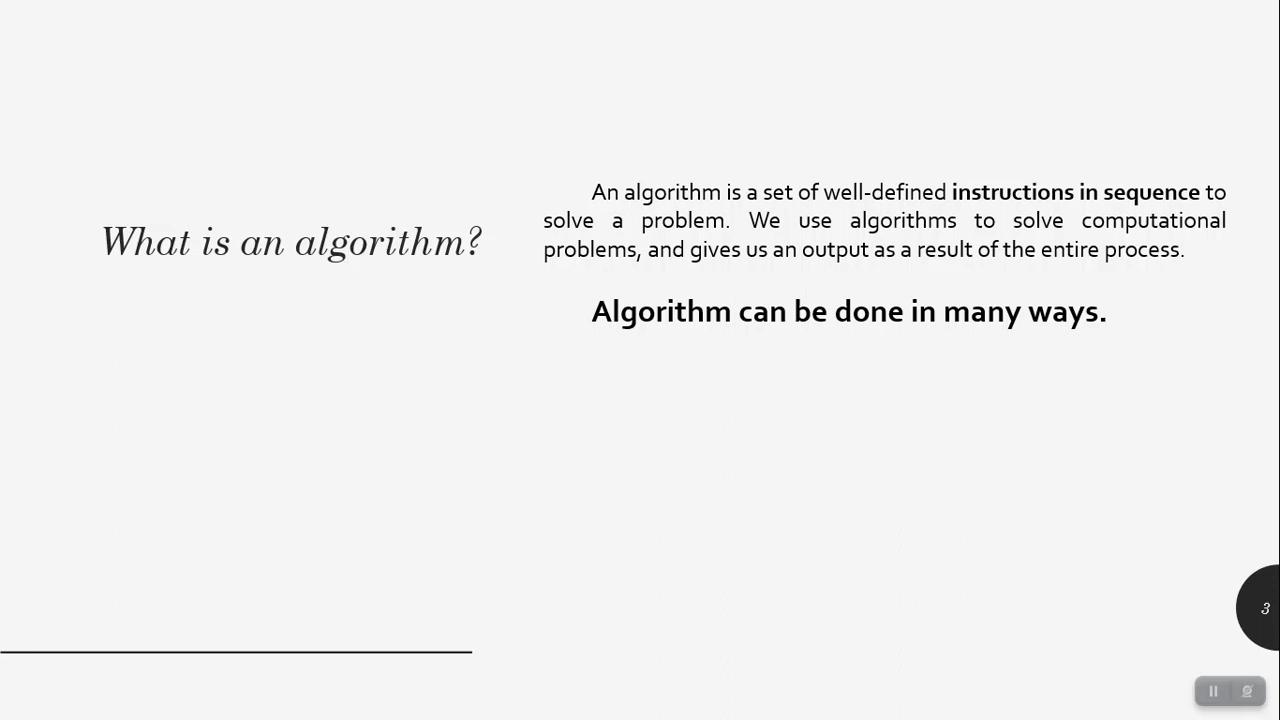 What is an algorithm?
An algorithm is a set of well-defined instructions in sequence to
solve a problem. We use algorithms to solve computational
problems, and gives us an output as a result of the entire process.
Algorithm can be done in many ways.
3